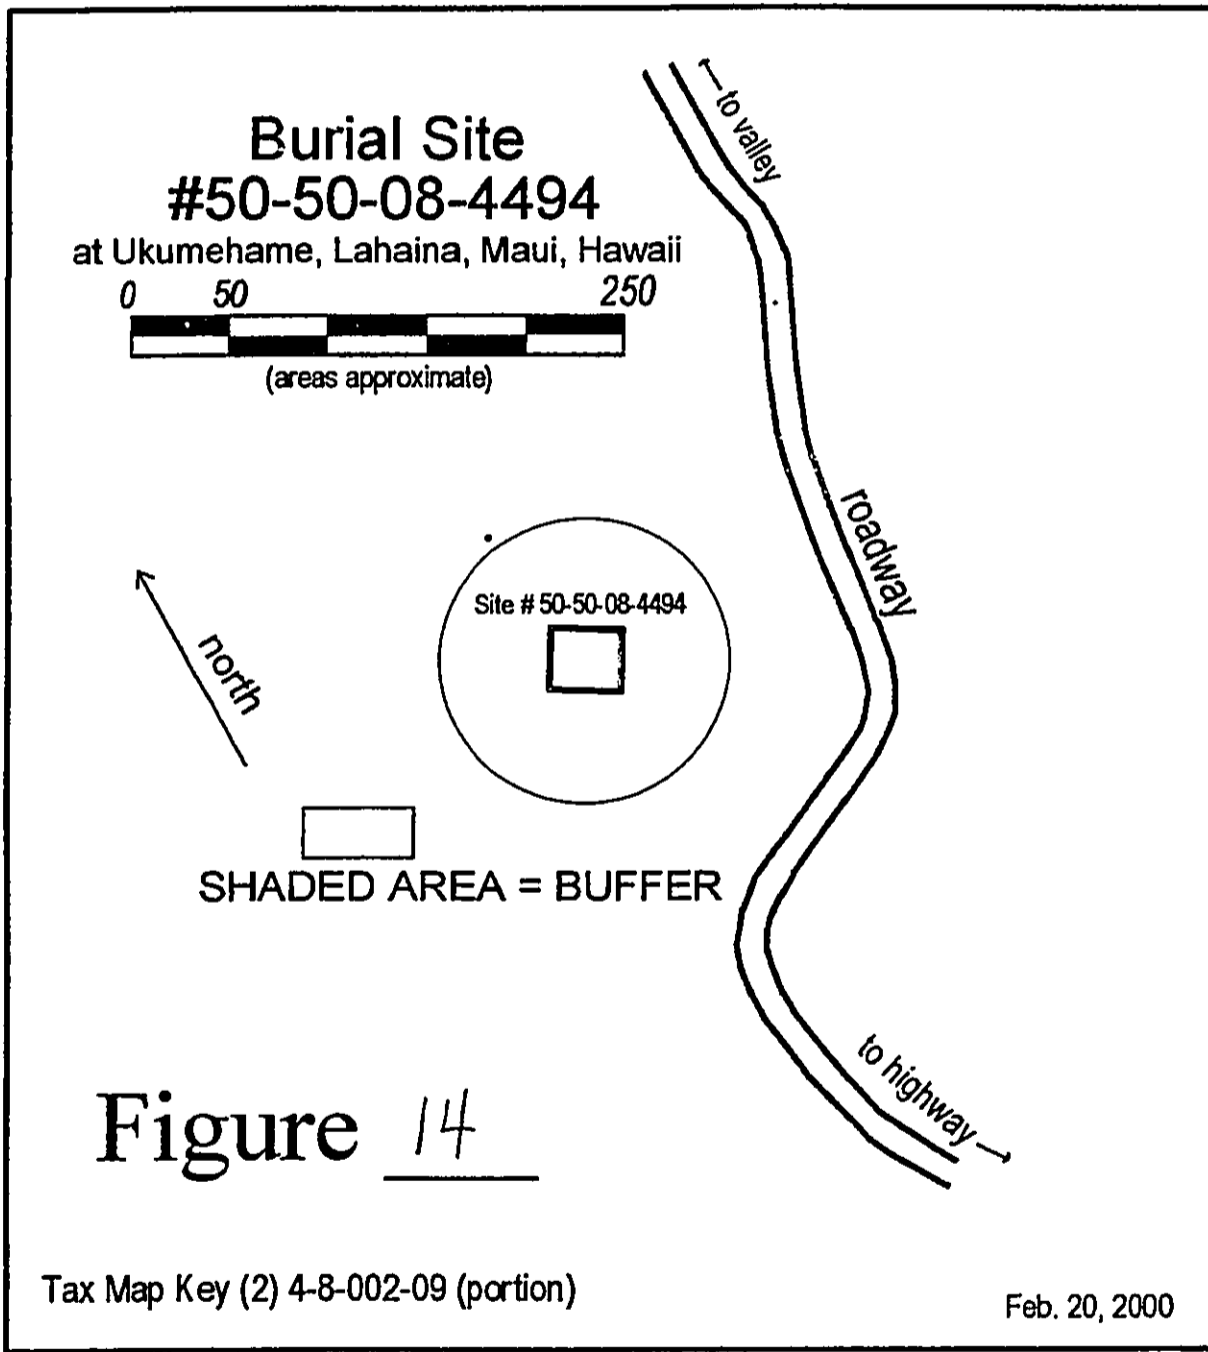 Burial Site
#50-50-08-4494
at Ukumehame, Lahaina, Maui, Hawaii
0 50 250
(areas approximate)
to valley
roadway
Site # 50-50-08-4494
north
SHADED AREA = BUFFER
to highway
Figure 14
Tax Map Key (2) 4-8-002-09 (portion)
Feb. 20, 2000